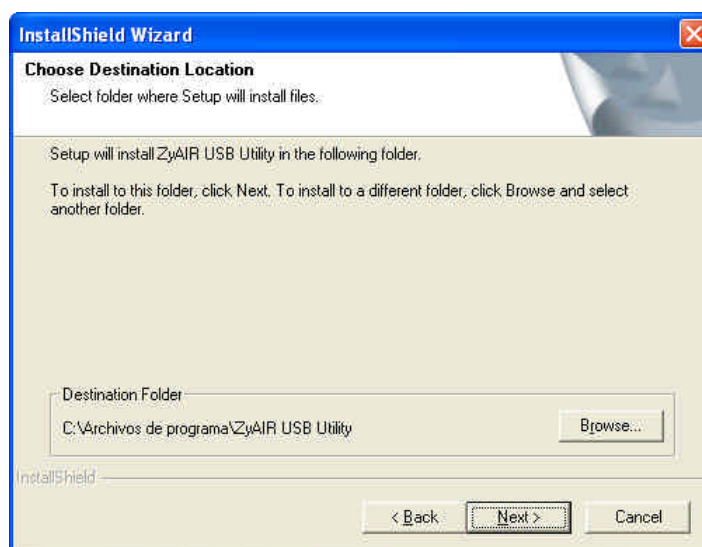 InstallShield Wizard
Choose Destination Location
Select folder where Setup will install files.
Setup will install ZyAIR USB Utility in the following folder.
To install to this folder, click Next. To install to a different folder, click Browse and select
another folder.
Destination Folder
C:\Archivos de programa\ZyAIR USB Utility
Browse...
InstallShield
< Back
Next >
Cancel